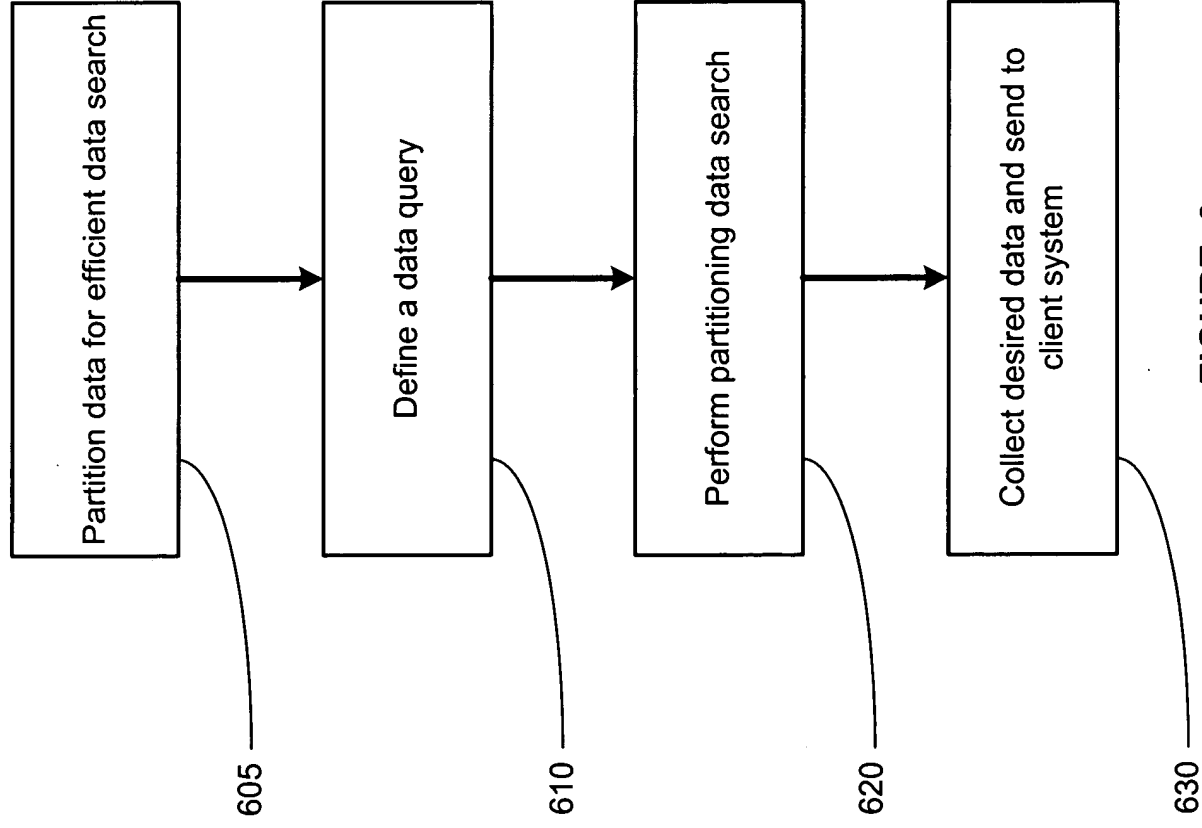 605
Partition data for efficient data search
610
Define a data query
620
Perform partitioning data search
630
Collect desired data and send to
client system